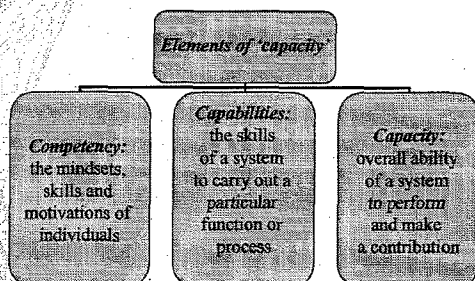 Elements of 'capacity'
Competency:
the mindsets,
skills and
motivations of
individuals
Capabilities:
the skills
of a system
to carry out a
particular
function or
process
Capacity:
overall ability
of a system
to perform
and make
a contribution